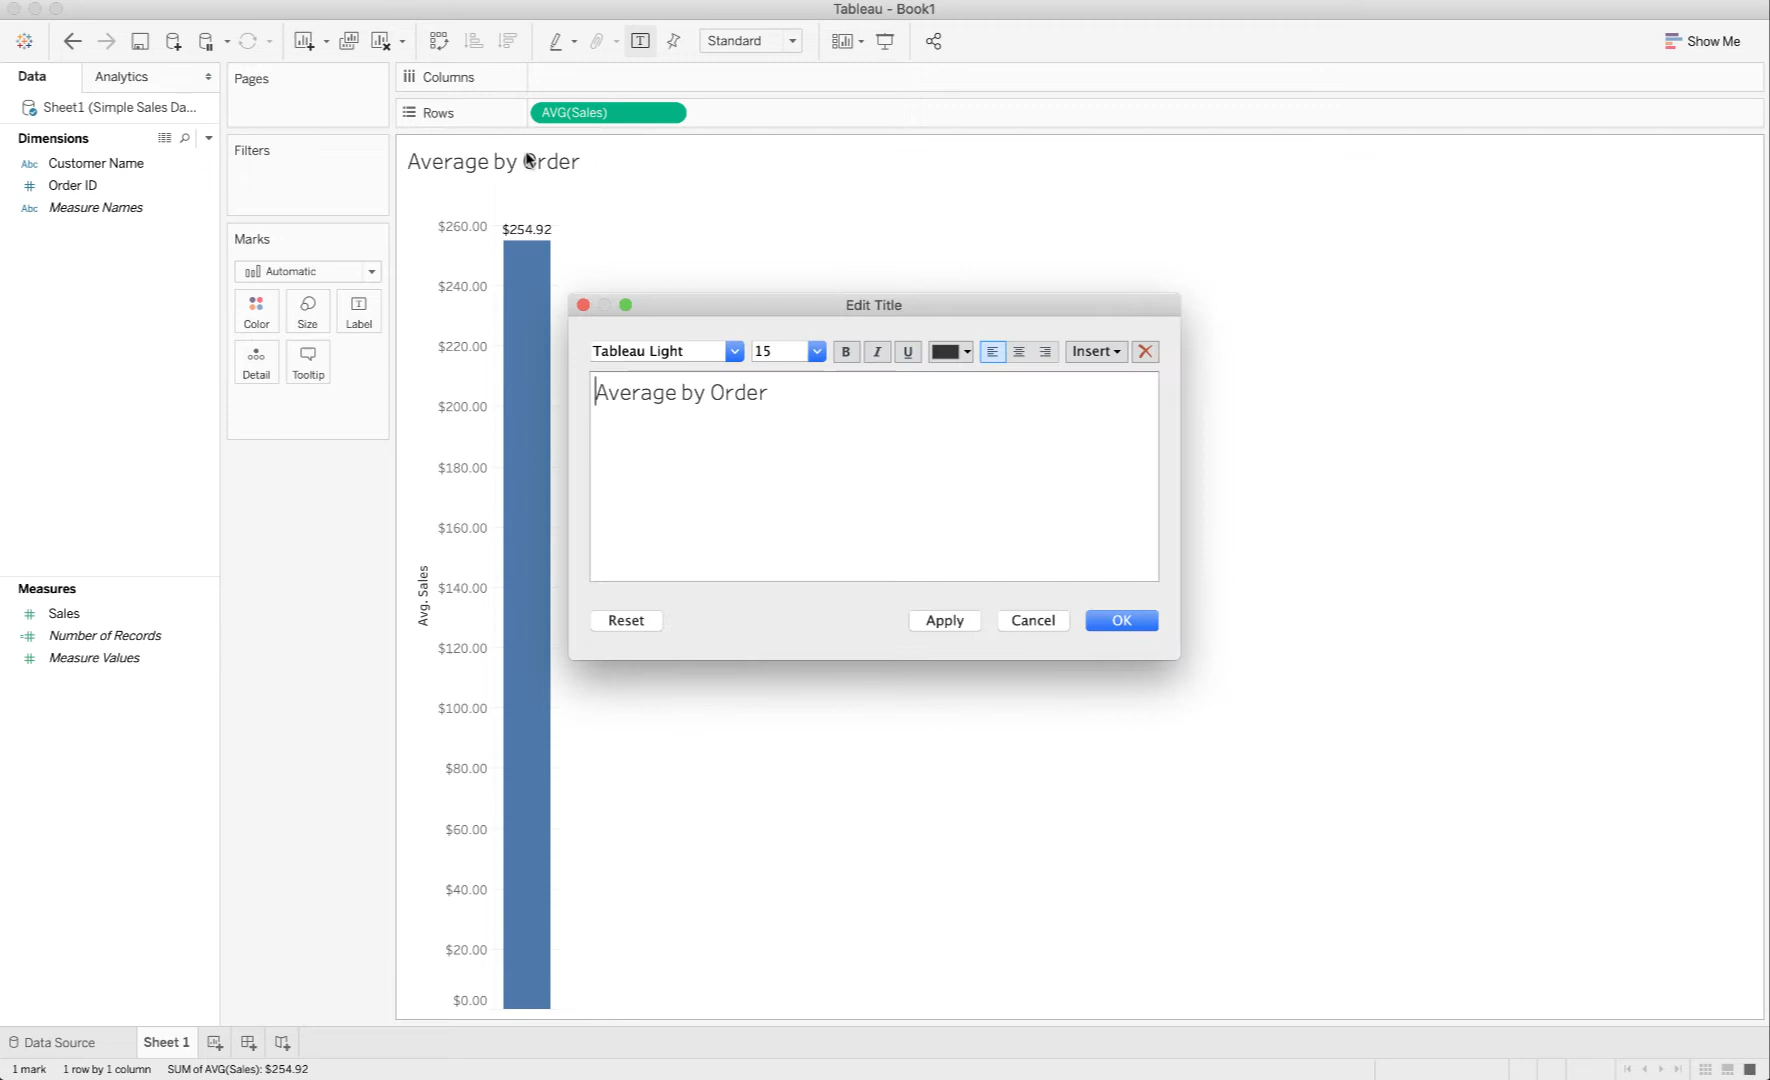 Tableau - Book1
Standard
Show Me
Data
Analytics
Pages
Columns
Sheet1 (Simple Sales Da...
Rows
AVG(Sales)
Dimensions
Abc Customer Name
Order ID
Abc Measure Names
Filters
Average by Order
Marks
Automatic
Color
Size
Label
Detail
Tooltip
$260.00
$254.92
$240.00
$220.00
$200.00
$180.00
$160.00
$140.00
$120.00
$100.00
$80.00
$60.00
$40.00
$20.00
$0.00
Avg. Sales
Edit Title
Tableau Light
15
B
I
U
Insert
Average by Order
Reset
Apply
Cancel
OK
Measures
Sales
Number of Records
Measure Values
Data Source
Sheet 1
1 mark
1 row by 1 column
SUM of AVG(Sales): $254.92